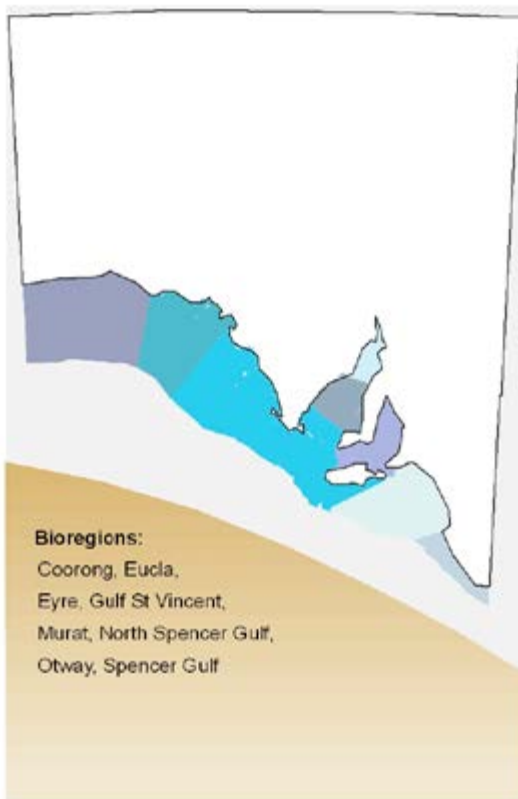 Bioregions:
Coorong, Eucla,
Eyre, Gulf St Vincent,
Murat, North Spencer Gulf,
Otway, Spencer Gulf